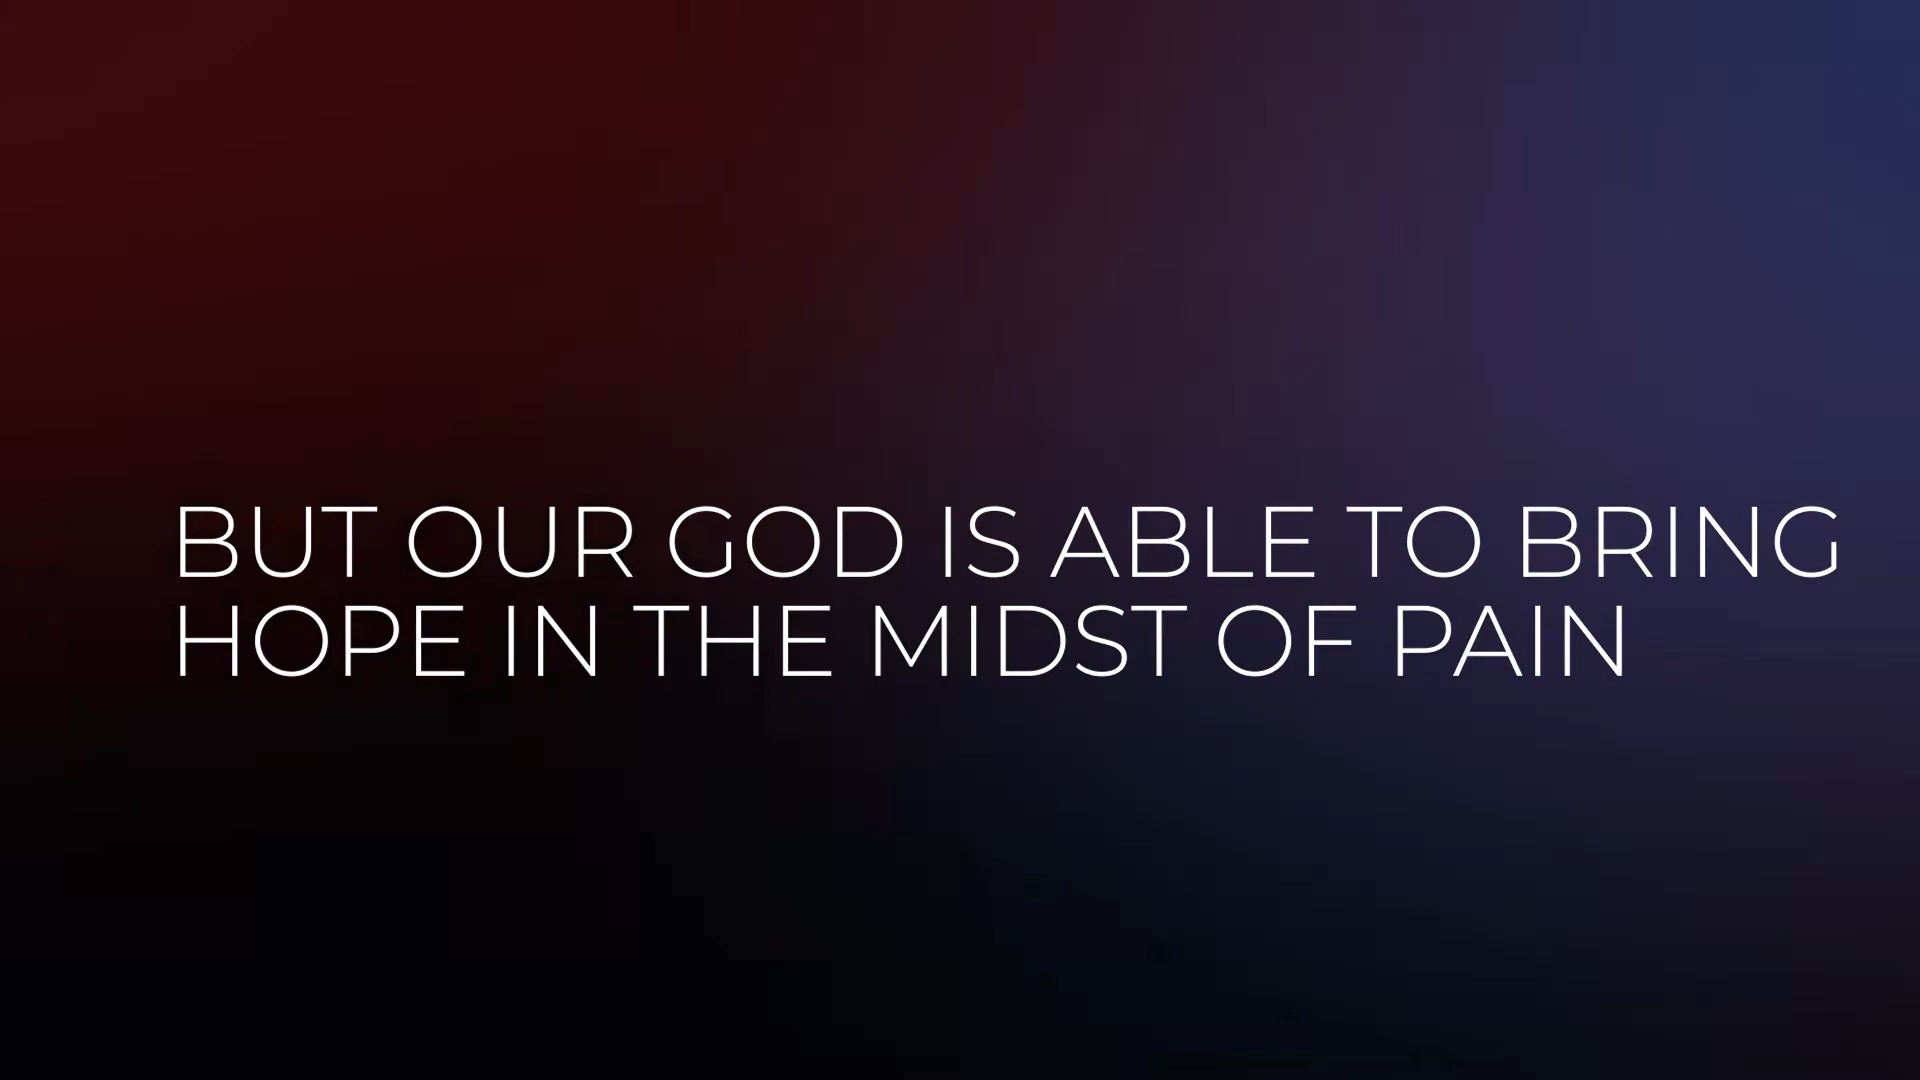 BUT OUR GOD IS ABLE TO BRING
HOPE IN THE MIDST OF PAIN